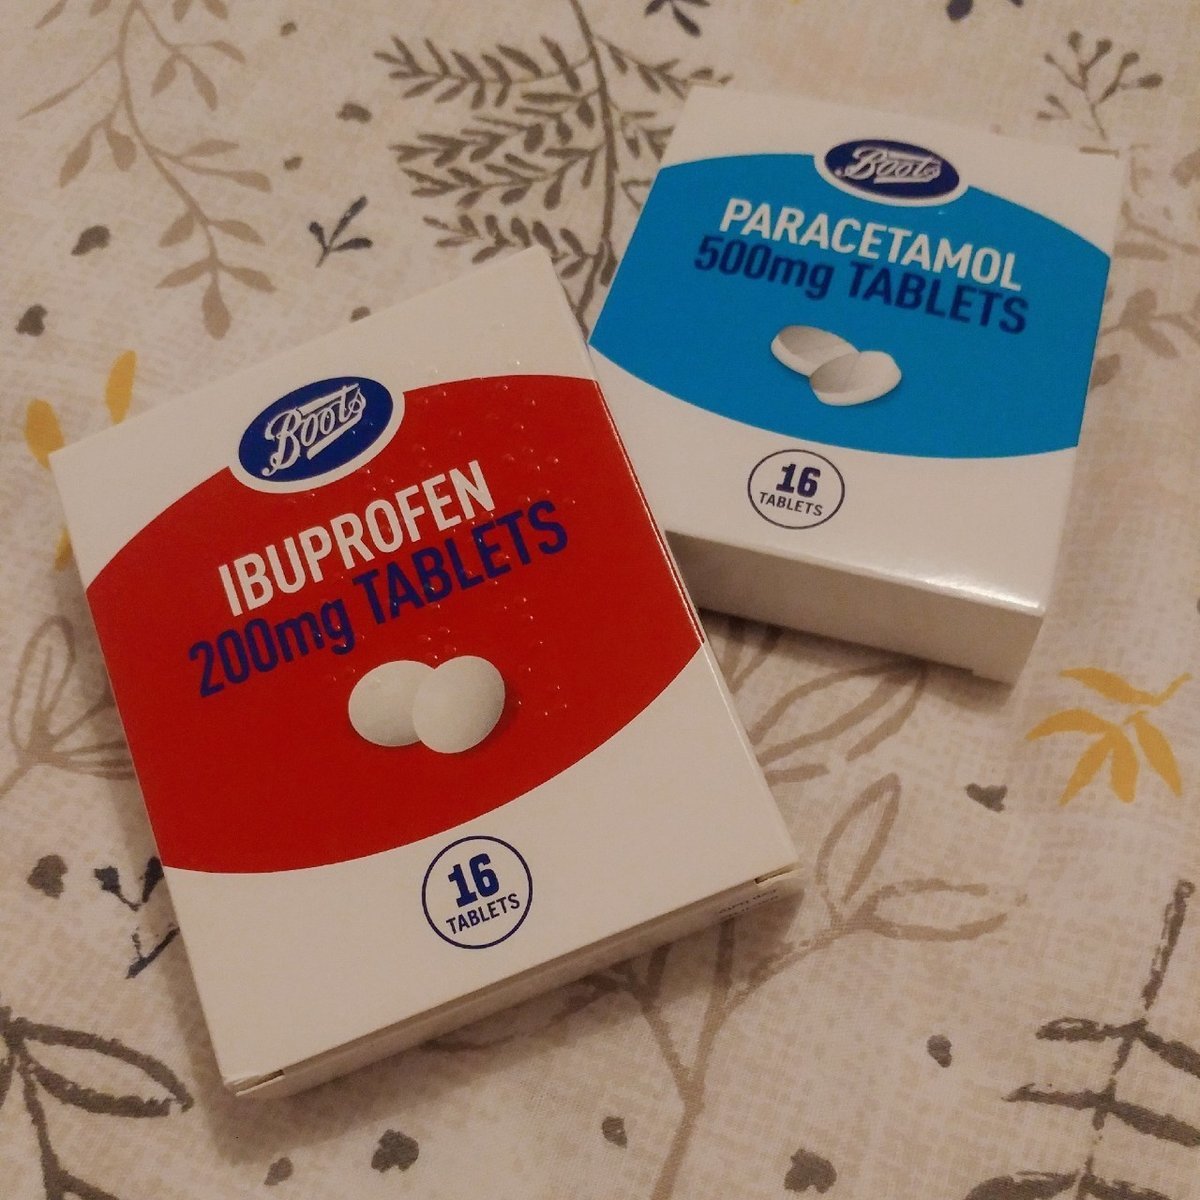 Boots
IBUPROFEN
200mg TABLETS
16
TABLETS
Boots
PARACETAMOL
500mg TABLETS
16
TABLETS